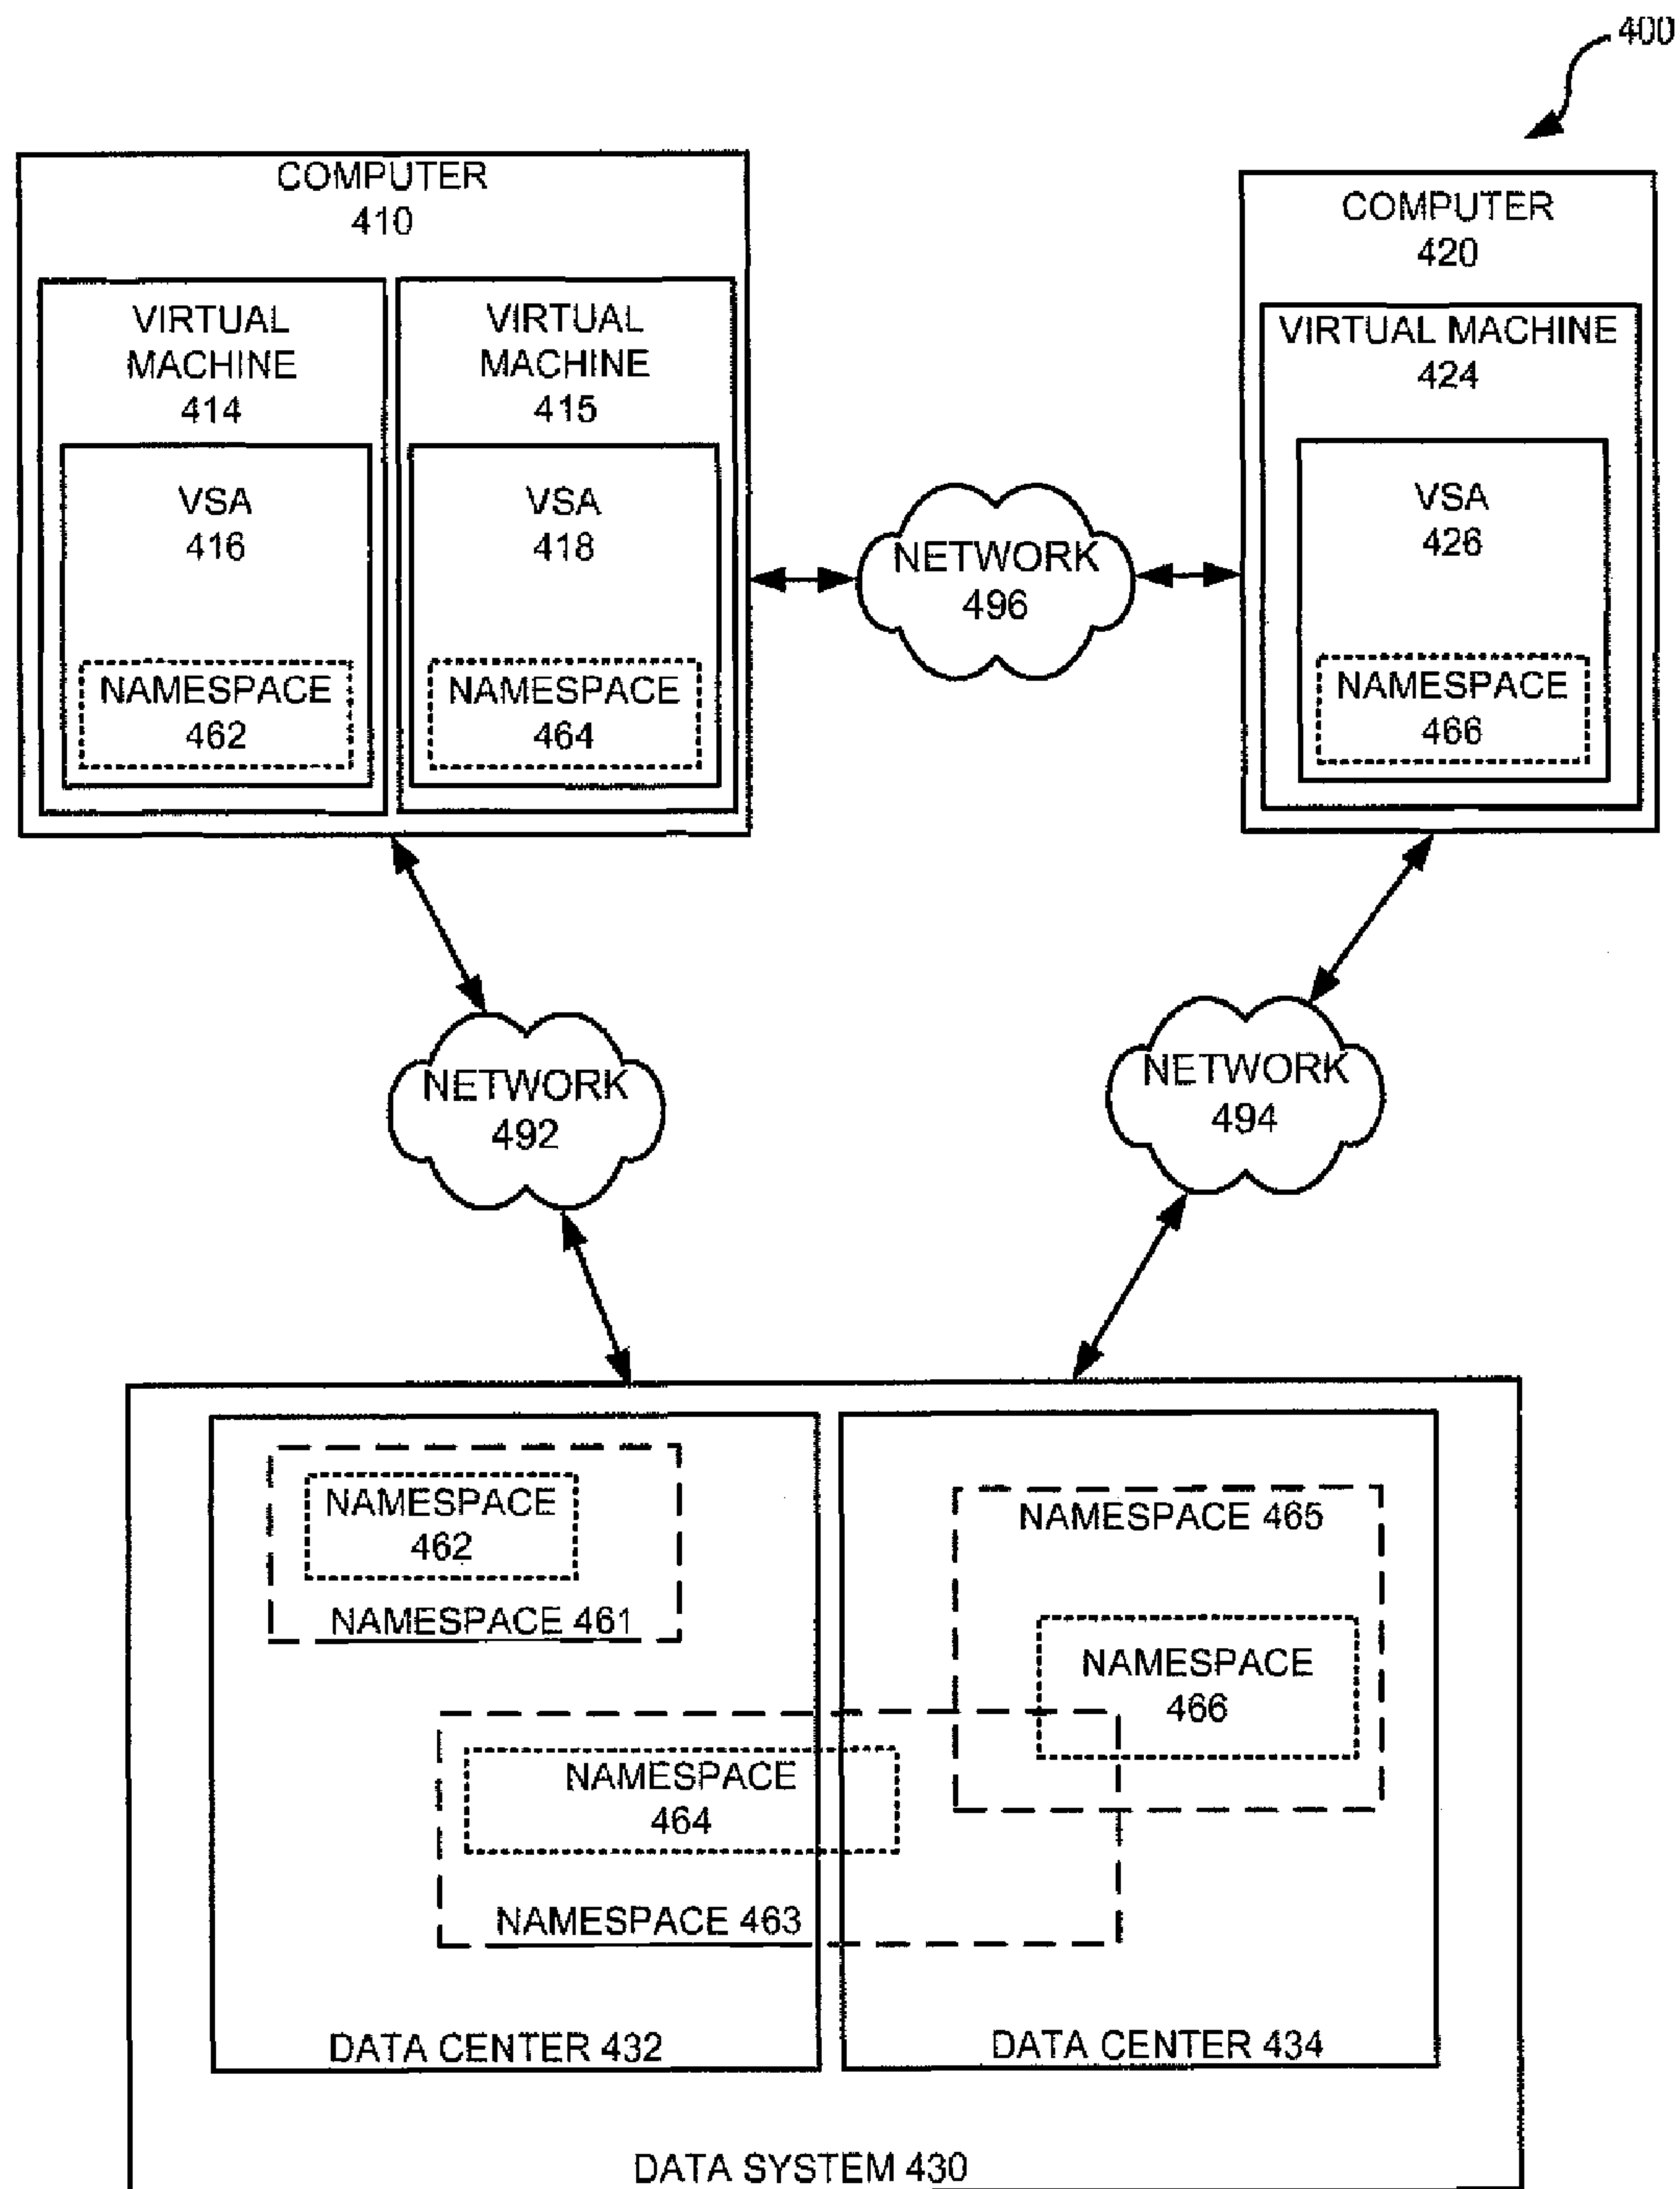 400
COMPUTER
410
COMPUTER
420
VIRTUAL
MACHINE
414
VIRTUAL
MACHINE
415
VIRTUAL MACHINE
424
VSA
416
VSA
418
VSA
426
NETWORK
496
NAMESPACE
462
NAMESPACE
464
NAMESPACE
466
NETWORK
492
NETWORK
494
NAMESPACE
462
NAMESPACE 461
NAMESPACE 465
NAMESPACE
466
NAMESPACE
464
NAMESPACE 463
DATA CENTER 432
DATA CENTER 434
DATA SYSTEM 430